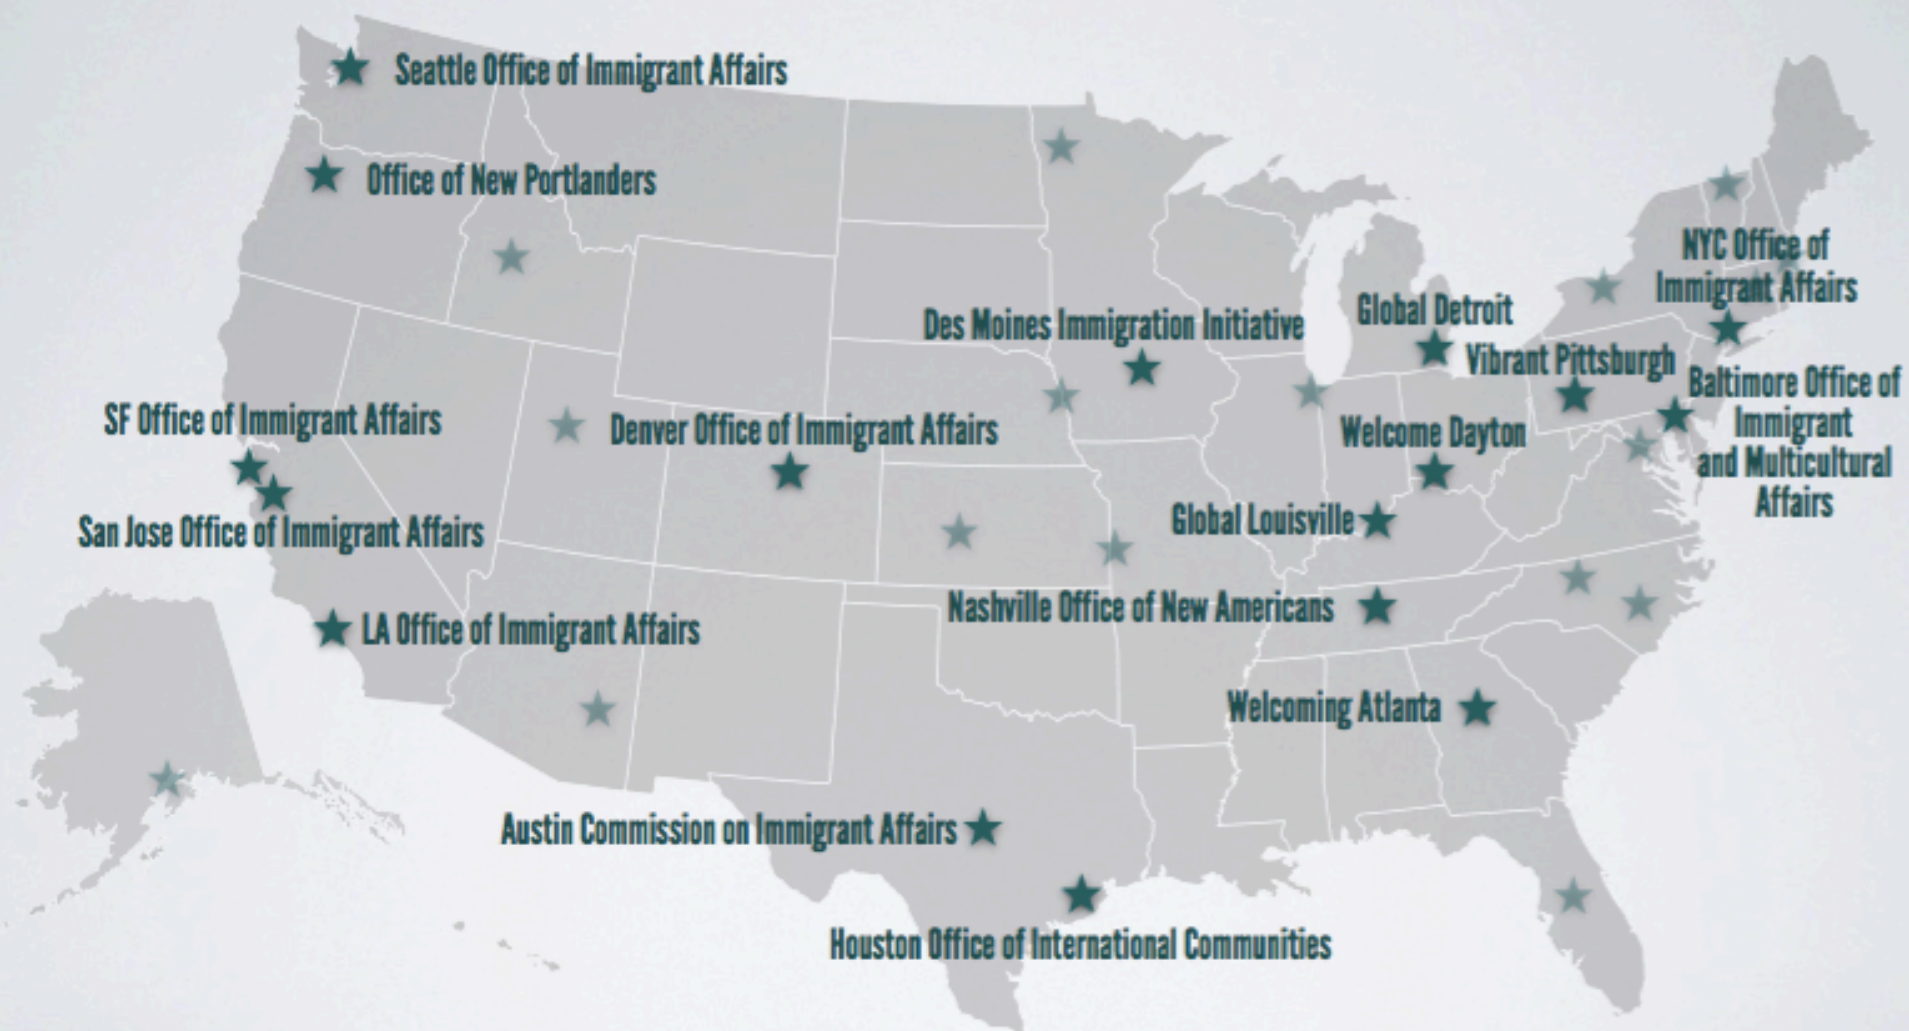 Seattle Office of Immigrant Affairs
Office of New Portlanders
NYC Office of
Immigrant Affairs
Global Detroit
Des Moines Immigration Initiative
Vibrant Pittsburgh
Baltimore Office of
Immigrant
and Multicultural
Affairs
SF Office of Immigrant Affairs
Denver Office of Immigrant Affairs
Welcome Dayton
San Jose Office of Immigrant Affairs
Global Louisville
Nashville Office of New Americans
LA Office of Immigrant Affairs
Welcoming Atlanta
Austin Commission on Immigrant Affairs
Houston Office of International Communities